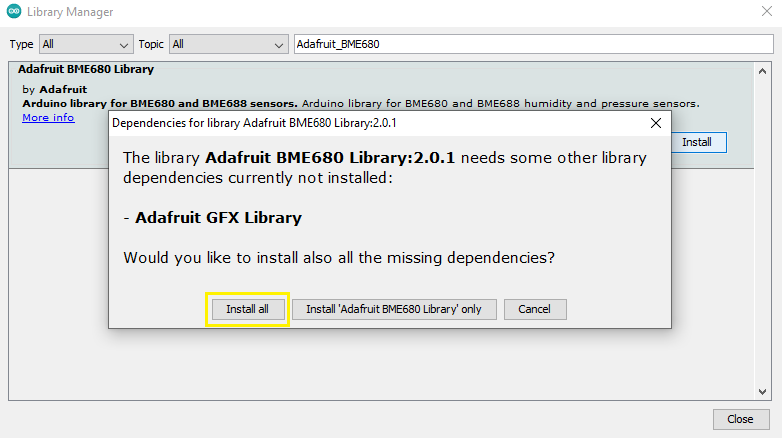 Library Manager
Type All Topic All Adafruit_BME680
Adafruit BME680 Library
by Adafruit
Arduino library for BME680 and BME688 sensors. Arduino library for BME680 and BME688 humidity and pressure sensors.
More info
Install
Dependencies for library Adafruit BME680 Library:2.0.1
The library Adafruit BME680 Library:2.0.1 needs some other library
dependencies currently not installed:
- Adafruit GFX Library
Would you like to install also all the missing dependencies?
Install all Install 'Adafruit BME680 Library' only Cancel
Close